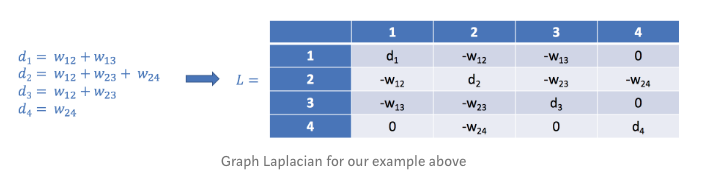 d₁ = w₁₂ + w₁₃
d₂ = w₁₂ + w₂₃ + w₂₄
d₃ = w₁₂ + w₂₃
d₄ = w₂₄
L =
1 2 3 4
1 d₁ -w₁₂ -w₁₃ 0
2 -w₁₂ d₂ -w₂₃ -w₂₄
3 -w₁₃ -w₂₃ d₃ 0
4 0 -w₂₄ 0 d₄
Graph Laplacian for our example above